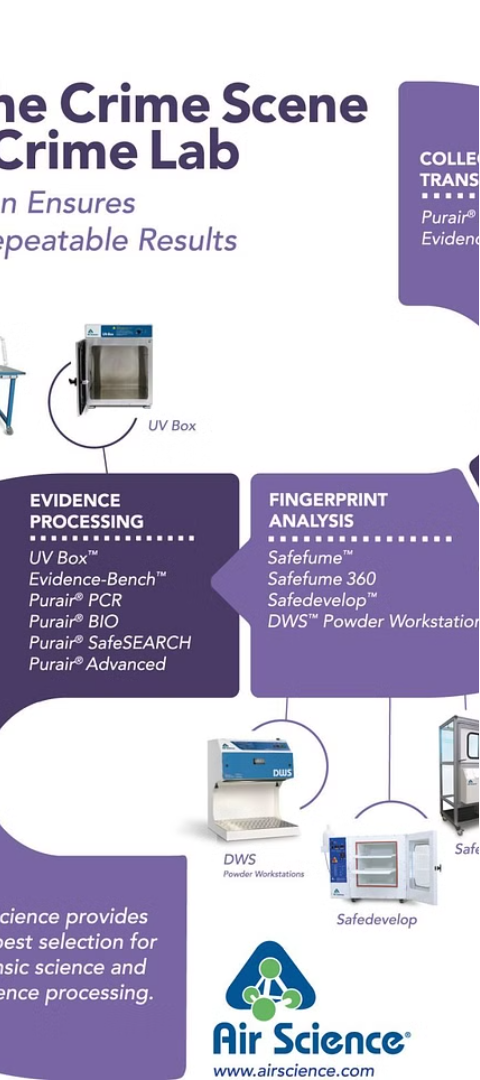 he Crime Scene
Crime Lab
n Ensures
epeatable Results
COLLEC
TRANS
Purair®
Evidenc
UV Box
EVIDENCE
PROCESSING
UV Box™
Evidence-Bench™
Purair® PCR
Purair® BIO
Purair® SafeSEARCH
Purair® Advanced
FINGERPRINT
ANALYSIS
Safefume™
Safefume 360
Safedevelop™
DWS™ Powder Workstation
DWS
DWS
Powder Workstations
Safe
Safedevelop
cience provides
best selection for
nsic science and
ence processing.
Air Science®
www.airscience.com